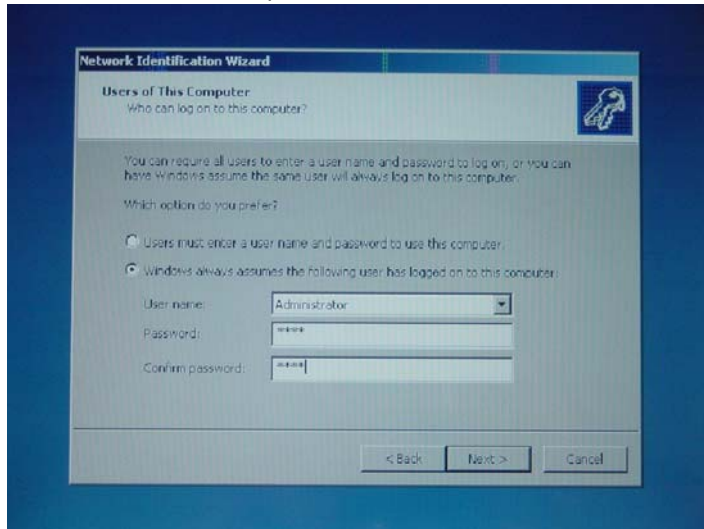 Network Identification Wizard
Users of This Computer
Who can log on to this computer?
You can require all users to enter a user name and password to log on, or you can
have Windows assume the same user will always log on to this computer.
Which option do you prefer?
Users must enter a user name and password to use this computer.
Windows always assumes the following user has logged on to this computer:
User name: Administrator
Password: ****
Confirm password: ****
< Back Next > Cancel